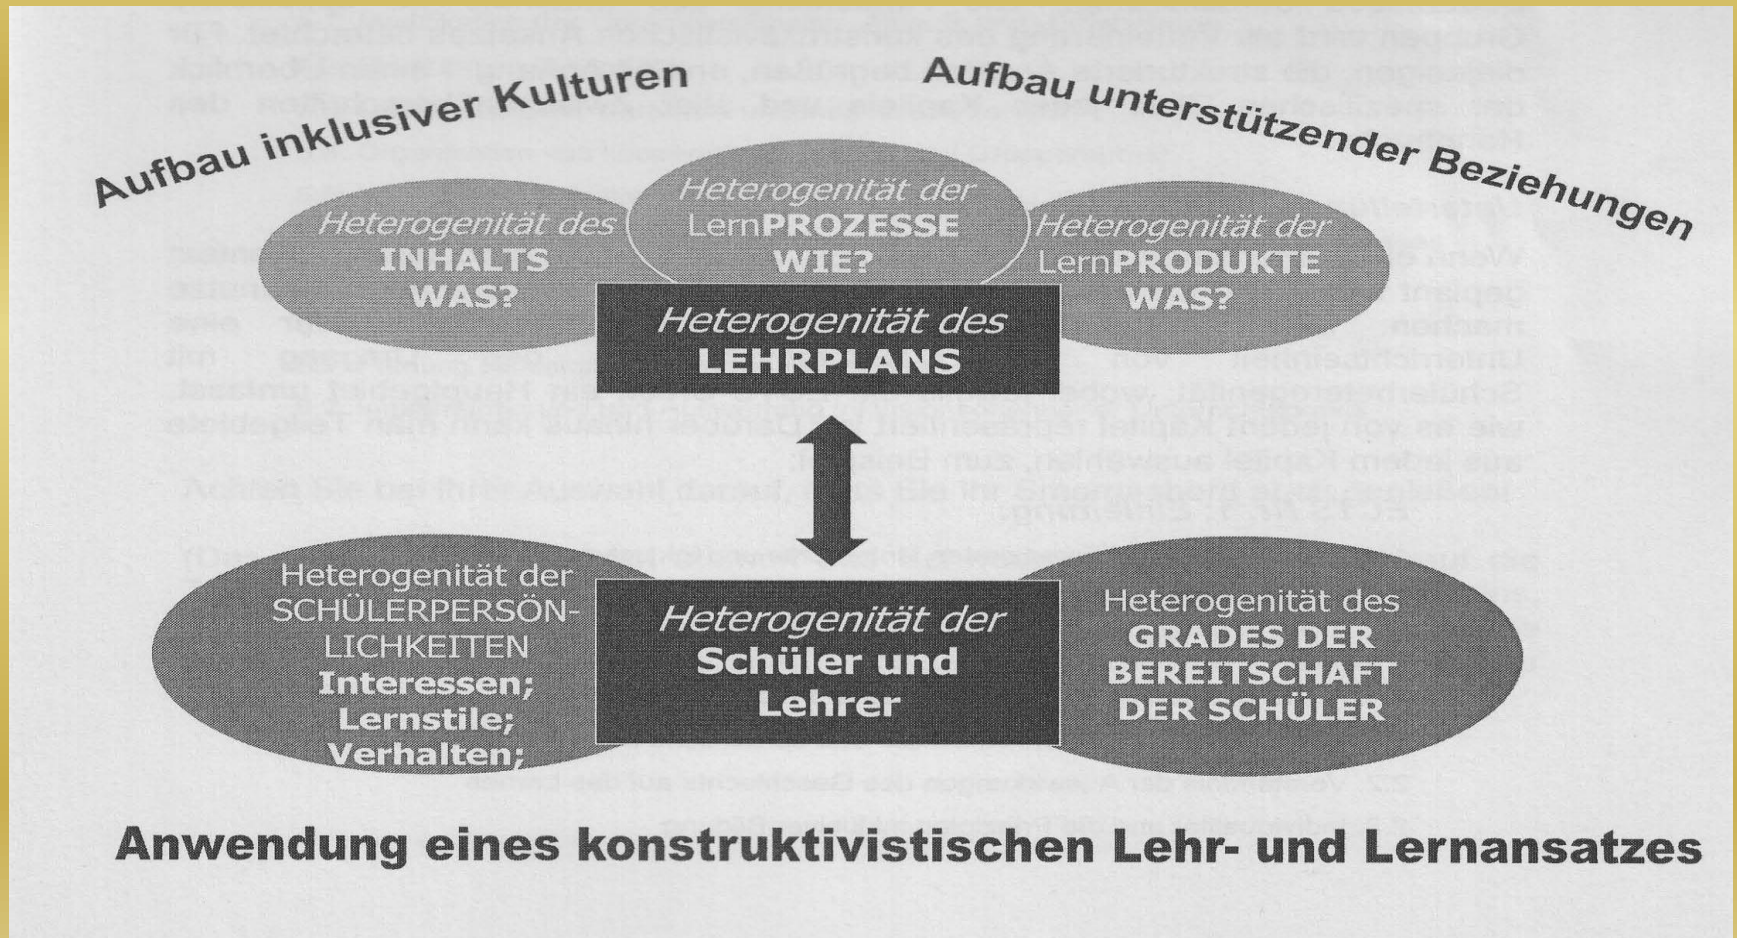 Aufbau inklusiver Kulturen
Aufbau unterstützender Beziehungen
Heterogenität des
INHALTS
WAS?
Heterogenität der
LernPROZESSE
WIE?
Heterogenität der
LernPRODUKTE
WAS?
Heterogenität des
LEHRPLANS
Heterogenität der
SCHÜLERPERSÖN-
LICHKEITEN
Interessen;
Lernstile;
Verhalten;
Heterogenität der
Schüler und
Lehrer
Heterogenität des
GRADES DER
BEREITSCHAFT
DER SCHÜLER
Anwendung eines konstruktivistischen Lehr- und Lernansatzes